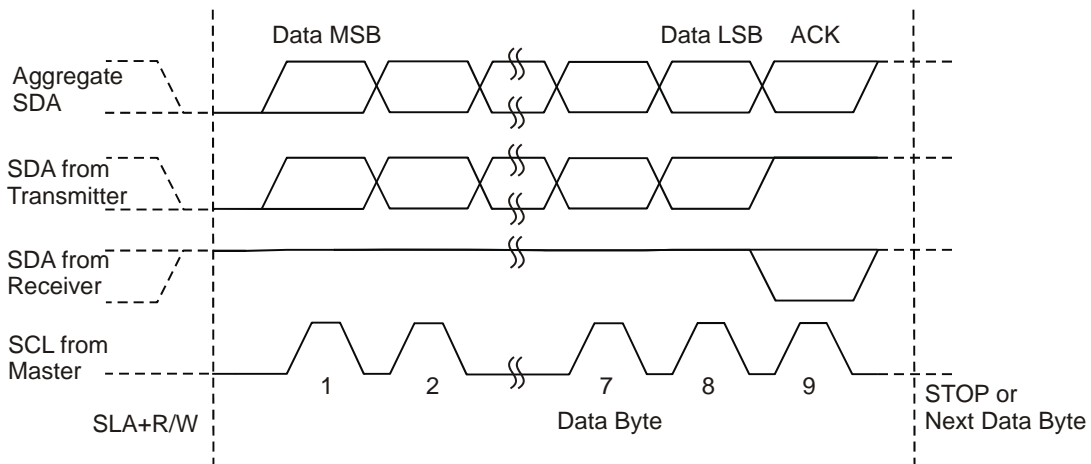 Data MSB Data LSB ACK
Aggregate
SDA
SDA from
Transmitter
SDA from
Receiver
SCL from
Master
1 2 7 8 9
SLA+R/W
Data Byte
STOP or
Next Data Byte